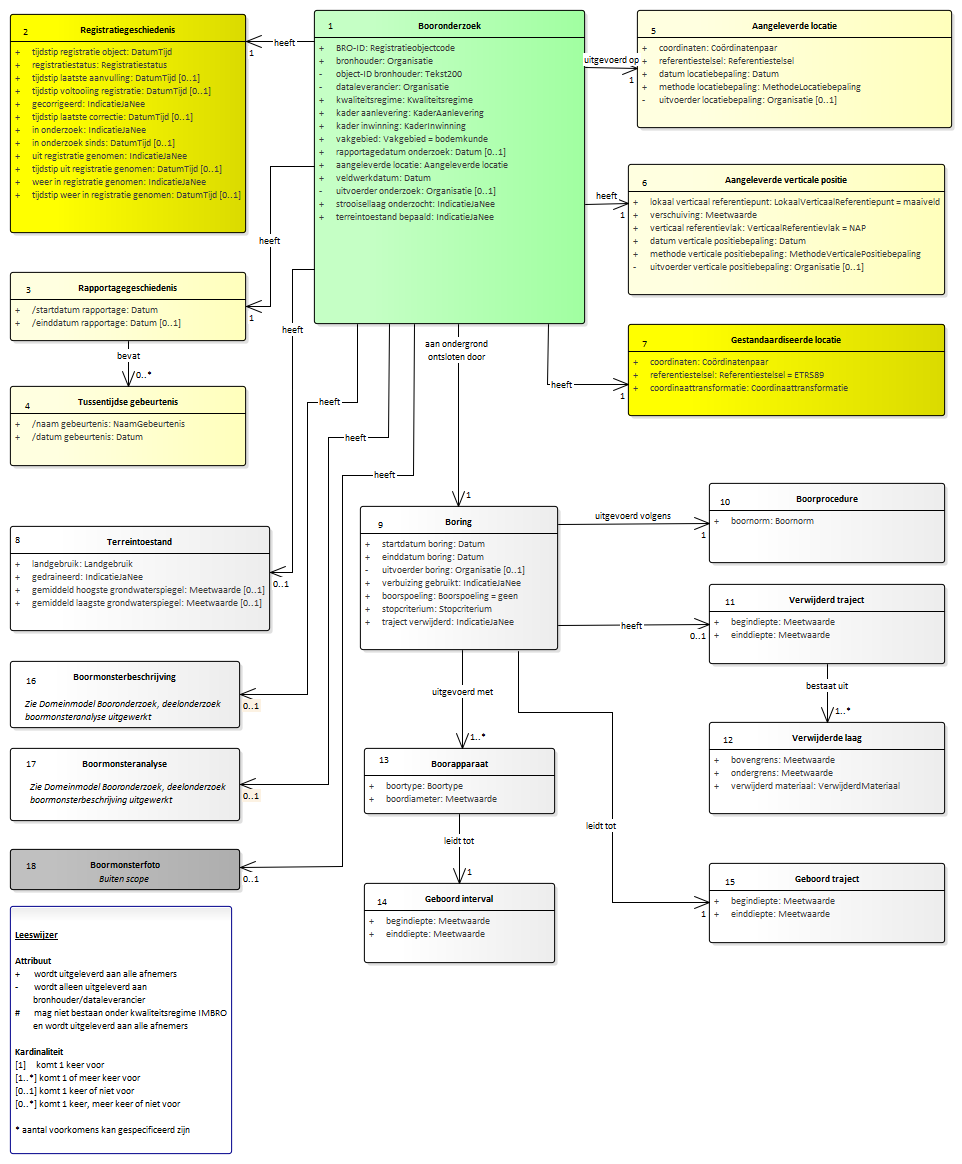 1
Booronderzoek
+ BRO-ID: Registratieobjectcode
+ bronhouder: Organisatie
- object-ID bronhouder: Tekst200
- dataleverancier: Organisatie
+ kwaliteitsregime: Kwaliteitsregime
+ kader aanlevering: KaderAanlevering
+ kader inwinning: KaderInwinning
+ vakgebied: Vakgebied = bodemkunde
+ rapportagedatum onderzoek: Datum [0..1]
+ aangeleverde locatie: Aangeleverde locatie
+ veldwerkdatum: Datum
- uitvoerder onderzoek: Organisatie [0..1]
+ strooisellaag onderzocht: IndicatieJaNee
+ terreintoestand bepaald: IndicatieJaNee
2
Registratiegeschiedenis
+ tijdstip registratie object: DatumTijd
+ registratiestatus: Registratiestatus
+ tijdstip laatste aanvulling: DatumTijd [0..1]
+ tijdstip voltooiing registratie: DatumTijd [0..1]
+ gecorrigeerd: IndicatieJaNee
+ tijdstip laatste correctie: DatumTijd [0..1]
+ in onderzoek: IndicatieJaNee
+ in onderzoek sinds: DatumTijd [0..1]
+ uit registratie genomen: IndicatieJaNee
+ tijdstip uit registratie genomen: DatumTijd [0..1]
+ weer in registratie genomen: IndicatieJaNee
+ tijdstip weer in registratie genomen: DatumTijd [0..1]
heeft
1
heeft
1
3
Rapportagegeschiedenis
+ /startdatum rapportage: Datum
+ /einddatum rapportage: Datum [0..1]
bevat
0..*
4
Tussentijdse gebeurtenis
+ /naam gebeurtenis: NaamGebeurtenis
+ /datum gebeurtenis: Datum
uitgevoerd op
1
5
Aangeleverde locatie
+ coordinaten: Coördinatenpaar
+ referentiestelsel: Referentiestelsel
+ datum locatiebepaling: Datum
+ methode locatiebepaling: MethodeLocatiebepaling
- uitvoerder locatiebepaling: Organisatie [0..1]
heeft
1
6
Aangeleverde verticale positie
+ lokaal verticaal referentiepunt: LokaalVerticaalReferentiepunt = maaiveld
+ verschuiving: Meetwaarde
+ verticaal referentievlak: VerticaalReferentievlak = NAP
+ datum verticale positiebepaling: Datum
+ methode verticale positiebepaling: MethodeVerticalePositiebepaling
- uitvoerder verticale positiebepaling: Organisatie [0..1]
heeft
1
7
Gestandaardiseerde locatie
+ coordinaten: Coördinatenpaar
+ referentiestelsel: Referentiestelsel = ETRS89
+ coordinaattransformatie: Coordinaattransformatie
heeft
0..1
8
Terreintoestand
+ landgebruik: Landgebruik
+ gedraineerd: IndicatieJaNee
+ gemiddeld hoogste grondwaterspiegel: Meetwaarde [0..1]
+ gemiddeld laagste grondwaterspiegel: Meetwaarde [0..1]
aan ondergrond
ontsloten door
1
9
Boring
+ startdatum boring: Datum
+ einddatum boring: Datum
- uitvoerder boring: Organisatie [0..1]
+ verbuizing gebruikt: IndicatieJaNee
+ boorspoeling: Boorspoeling = geen
+ stopcriterium: Stopcriterium
+ traject verwijderd: IndicatieJaNee
uitgevoerd volgens
1
10
Boorprocedure
+ boornorm: Boornorm
heeft
0..1
11
Verwijderd traject
+ begindiepte: Meetwaarde
+ einddiepte: Meetwaarde
bestaat uit
1..*
12
Verwijderde laag
+ bovengrens: Meetwaarde
+ ondergrens: Meetwaarde
+ verwijderd materiaal: VerwijderdMateriaal
uitgevoerd met
1..*
13
Boorapparaat
+ boortype: Boortype
+ boordiameter: Meetwaarde
leidt tot
1
14
Geboord interval
+ begindiepte: Meetwaarde
+ einddiepte: Meetwaarde
leidt tot
1
15
Geboord traject
+ begindiepte: Meetwaarde
+ einddiepte: Meetwaarde
heeft
0..1
16
Boormonsterbeschrijving
Zie Domeinmodel Booronderzoek, deelonderzoek
boormonsteranalyse uitgewerkt
heeft
0..1
17
Boormonsteranalyse
Zie Domeinmodel Booronderzoek, deelonderzoek
boormonsterbeschrijving uitgewerkt
heeft
0..1
18
Boormonsterfoto
Buiten scope
Leeswijzer
Attribuut
+ wordt uitgeleverd aan alle afnemers
- wordt alleen uitgeleverd aan
bronhouder/dataleverancier
# mag niet bestaan onder kwaliteitsregime IMBRO
en wordt uitgeleverd aan alle afnemers
Kardinaliteit
[1] komt 1 keer voor
[1..*] komt 1 of meer keer voor
[0..1] komt 1 keer of niet voor
[0..*] komt 1 keer, meer keer of niet voor
* aantal voorkomens kan gespecificeerd zijn